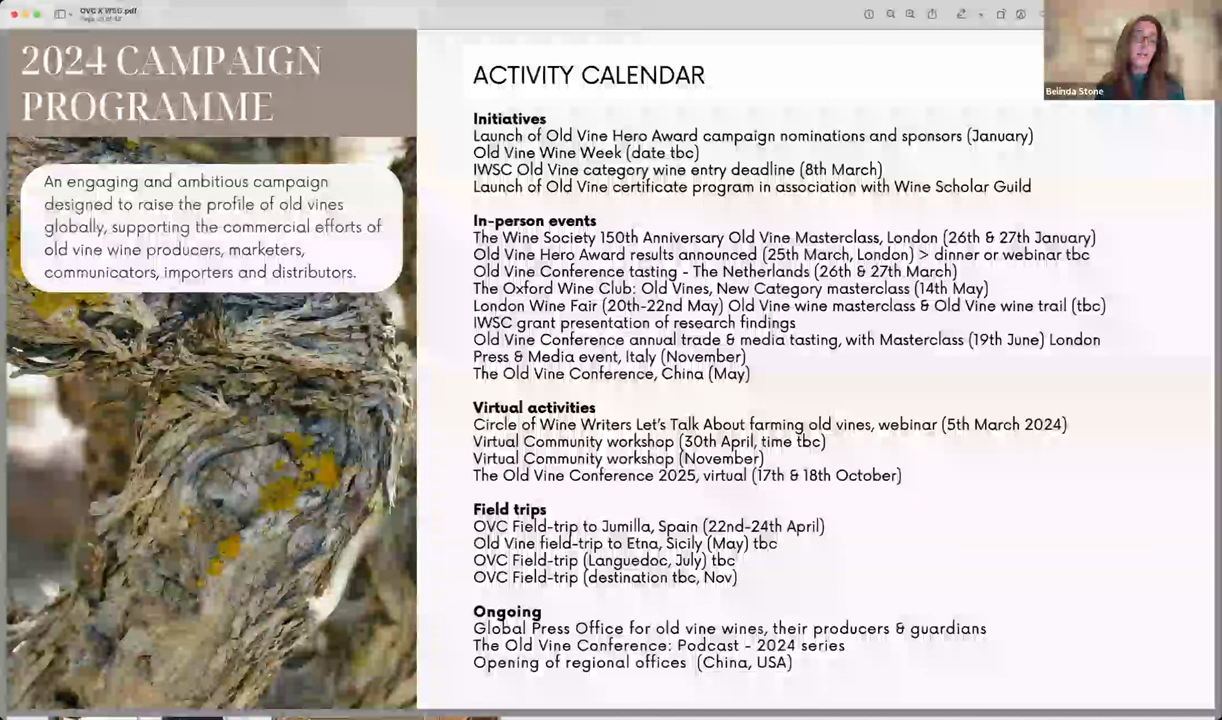 OVC X WSG.pdf
2024 CAMPAIGN
PROGRAMME
An engaging and ambitious campaign
designed to raise the profile of old vines
globally, supporting the commercial efforts of
old vine wine producers, marketers,
communicators, importers and distributors.
ACTIVITY CALENDAR
Belinda Stone
Initiatives
Launch of Old Vine Hero Award campaign nominations and sponsors (January)
Old Vine Wine Week (date tbc)
IWSC Old Vine category wine entry deadline (8th March)
Launch of Old Vine certificate program in association with Wine Scholar Guild
In-person events
The Wine Society 150th Anniversary Old Vine Masterclass, London (26th & 27th January)
Old Vine Hero Award results announced (25th March, London) > dinner or webinar tbc
Old Vine Conference tasting - The Netherlands (26th & 27th March)
The Oxford Wine Club: Old Vines, New Category masterclass (14th May)
London Wine Fair (20th-22nd May) Old Vine wine masterclass & Old Vine wine trail (tbc)
IWSC grant presentation of research findings
Old Vine Conference annual trade & media tasting, with Masterclass (19th June) London
Press & Media event, Italy (November)
The Old Vine Conference, China (May)
Virtual activities
Circle of Wine Writers Let's Talk About farming old vines, webinar (5th March 2024)
Virtual Community workshop (30th April, time tbc)
Virtual Community workshop (November)
The Old Vine Conference 2025, virtual (17th & 18th October)
Field trips
OVC Field-trip to Jumilla, Spain (22nd-24th April)
Old Vine field-trip to Etna, Sicily (May) tbc
OVC Field-trip (Languedoc, July) tbc
OVC Field-trip (destination tbc, Nov)
Ongoing
Global Press Office for old vine wines, their producers & guardians
The Old Vine Conference: Podcast - 2024 series
Opening of regional offices (China, USA)